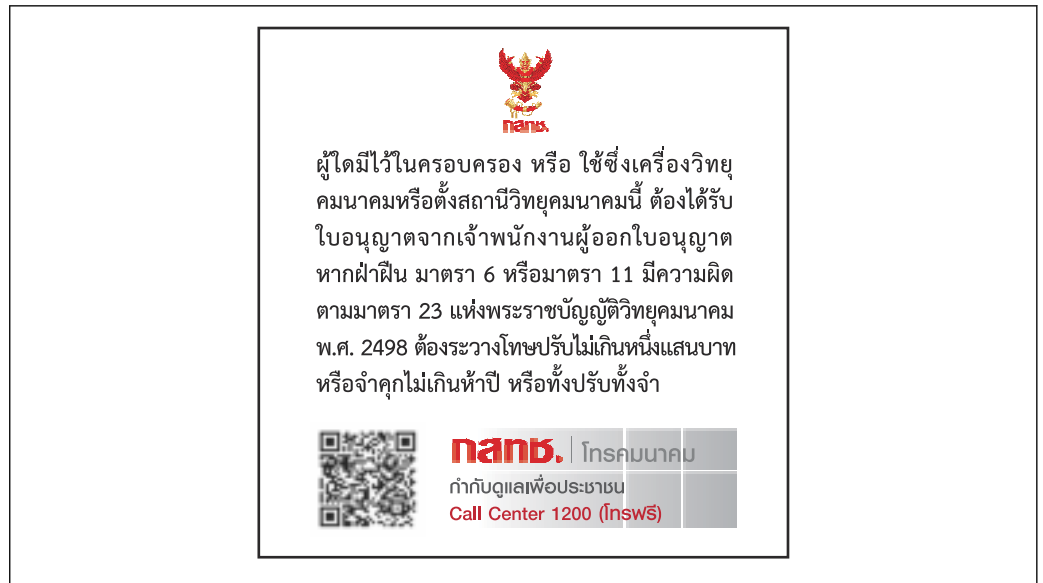 กสทช.
ผู้ใดมีไว้ในครอบครอง หรือ ใช้ซึ่งเครื่องวิทยุ
คมนาคมหรือตั้งสถานีวิทยุคมนาคมนี้ ต้องได้รับ
ใบอนุญาตจากเจ้าพนักงานผู้ออกใบอนุญาต
หากฝ่าฝืน มาตรา 6 หรือมาตรา 11 มีความผิด
ตามมาตรา 23 แห่งพระราชบัญญัติวิทยุคมนาคม
พ.ศ. 2498 ต้องระวางโทษปรับไม่เกินหนึ่งแสนบาท
หรือจำคุกไม่เกินห้าปี หรือทั้งปรับทั้งจำ
กสทช. | โทรคมนาคม
กำกับดูแลเพื่อประชาชน
Call Center 1200 (โทรฟรี)